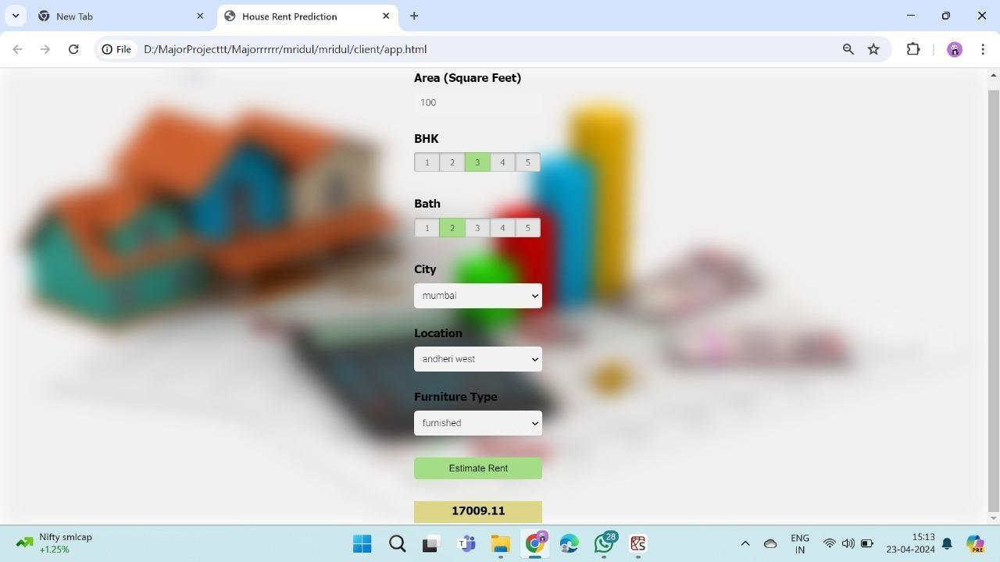 New Tab
House Rent Prediction
File
D:/MajorProjecttt/Majorrrrrr/mridul/mridul/client/app.html
Area (Square Feet)
100
BHK
1 2 3 4 5
Bath
1 2 3 4 5
City
mumbai
Location
andheri west
Furniture Type
furnished
Estimate Rent
17009.11
Nifty smlcap
+1.25%
28
ENG
IN
15:13
23-04-2024
PRE